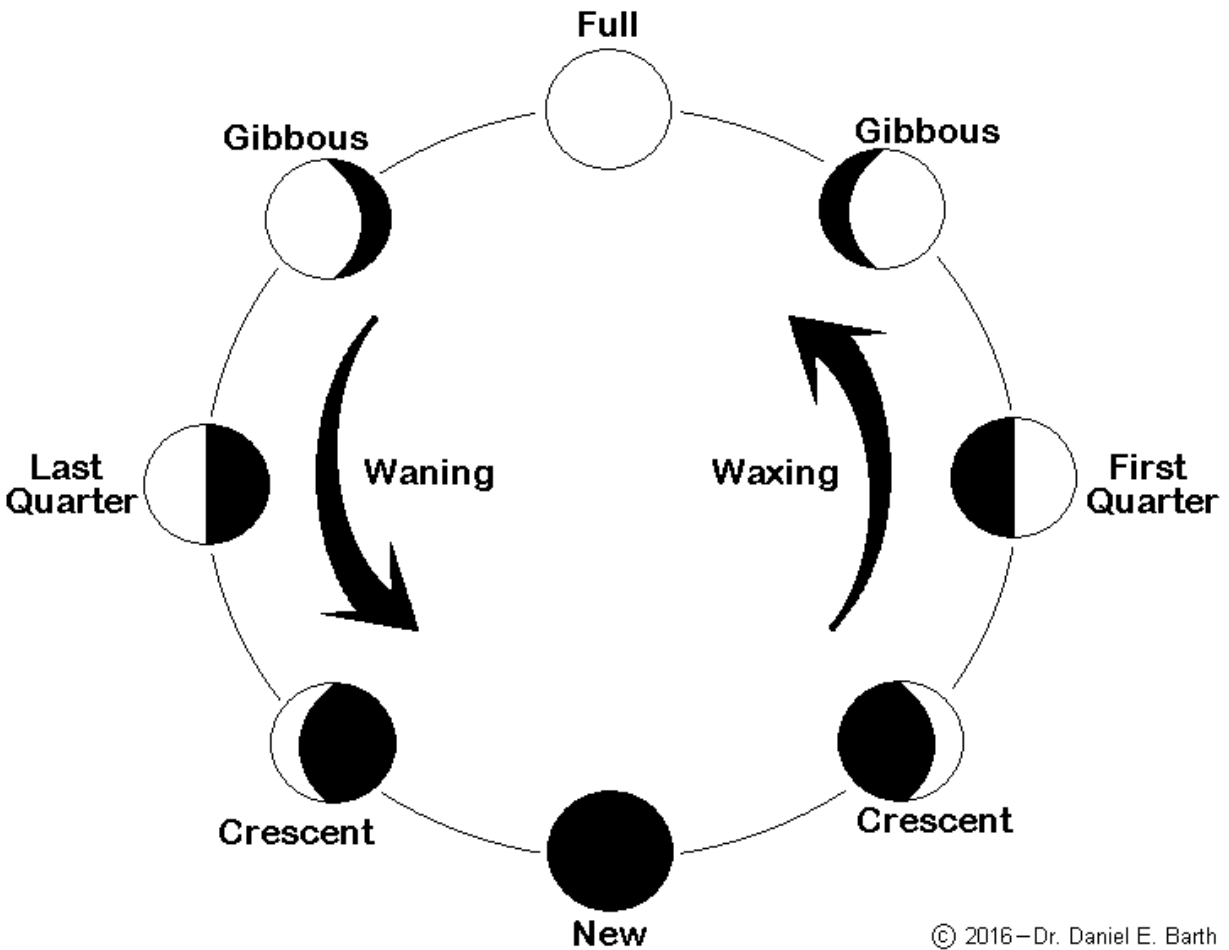 Full
Gibbous
Gibbous
Last
Quarter
Waning
Waxing
First
Quarter
Crescent
Crescent
New
© 2016–Dr. Daniel E. Barth